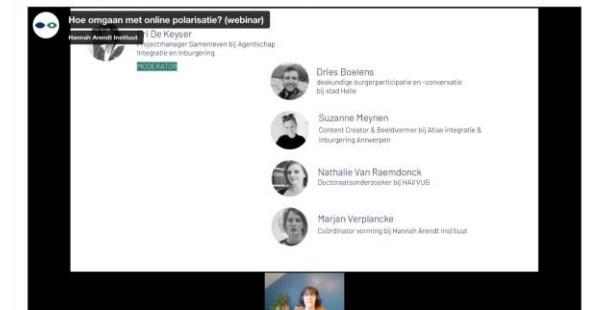 Hoe omgaan met online polarisatie? (webinar)
Hannah Arendt Instituut
De Keyser
Projectmanager Samenleven bij Agentschap
Integratie en Inburgering
MODERATOR
Dries Boelens
deskundige burgerparticipatie en -conversatie
bij stad Halle
Suzanne Meynen
Content Creator & Beeldvormer bij Atlas integratie &
inburgering Antwerpen
Nathalie Van Raemdonck
Doctoraatsonderzoeker bij HAI/VUB
Marjan Verplancke
Coördinator vorming bij Hannah Arendt Instituut